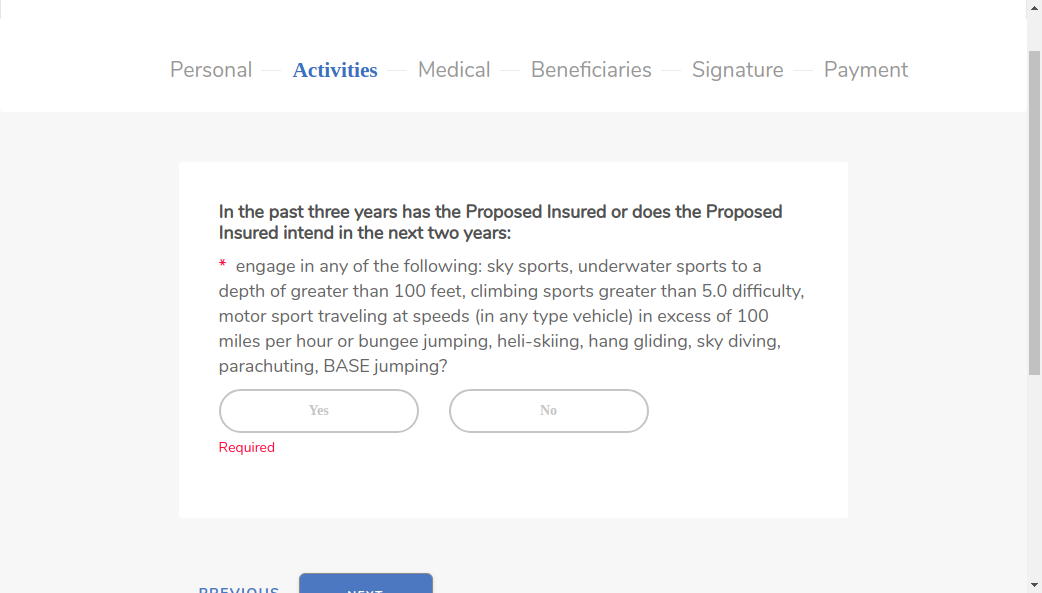 Personal Activities Medical Beneficiaries Signature Payment
In the past three years has the Proposed Insured or does the Proposed
Insured intend in the next two years:
* engage in any of the following: sky sports, underwater sports to a
depth of greater than 100 feet, climbing sports greater than 5.0 difficulty,
motor sport traveling at speeds (in any type vehicle) in excess of 100
miles per hour or bungee jumping, heli-skiing, hang gliding, sky diving,
parachuting, BASE jumping?
Yes No
Required
PREVIOUS NEXT